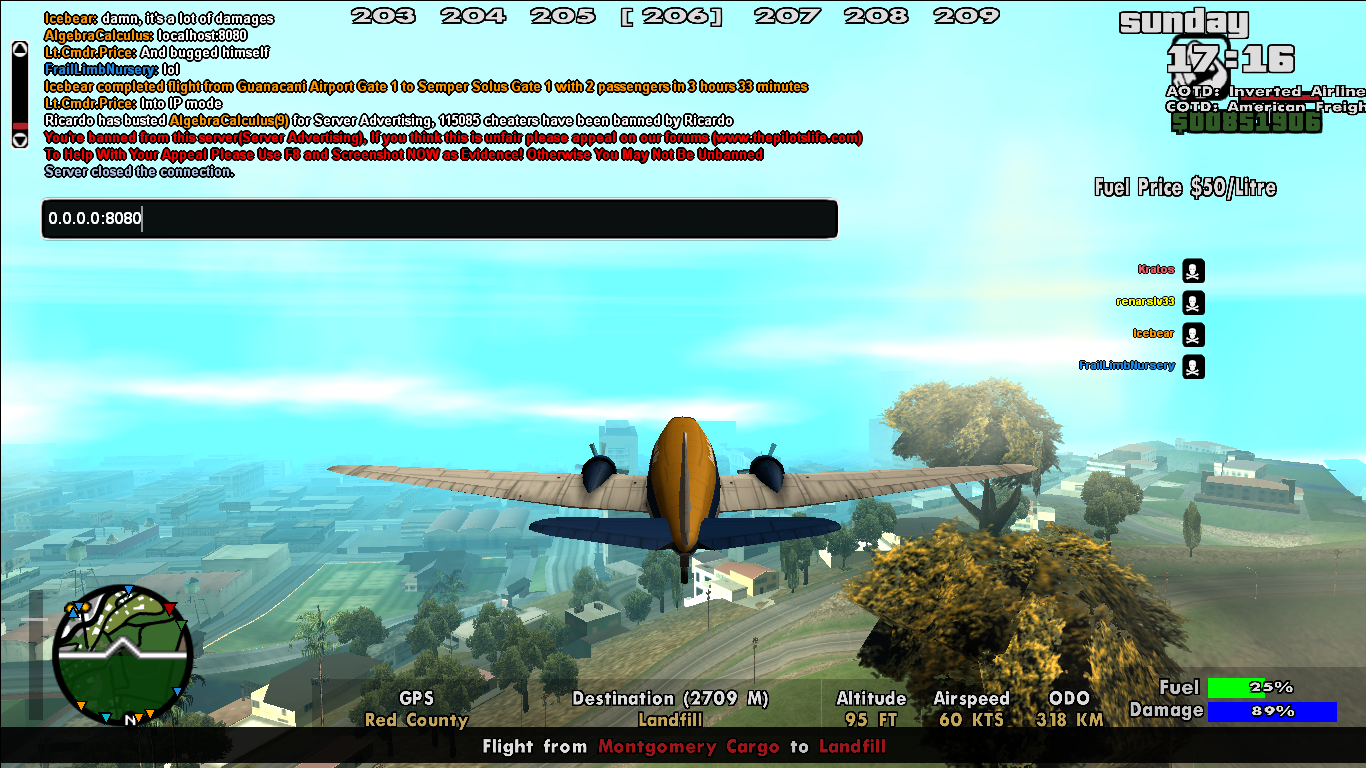 203 204 205 [ 206] 207 208 209
Icebear: damn, it's a lot of damages
AlgebraCalculus: localhost:8080
Lt.Cmdr.Price: And bugged himself
FrailLimbNursery: lol
Icebear completed flight from Guanacani Airport Gate 1 to Semper Solus Gate 1 with 2 passengers in 3 hours 33 minutes
Lt.Cmdr.Price: Into IP mode
Ricardo has busted AlgebraCalculus(9) for Server Advertising, 115085 cheaters have been banned by Ricardo
You're banned from this server(Server Advertising), If you think this is unfair please appeal on our forums (www.thepilotslife.com)
To Help With Your Appeal Please Use F8 and Screenshot NOW as Evidence! Otherwise You May Not Be Unbanned
Server closed the connection.
0.0.0.0:8080
sunday
17:16
AOTD: Inverted Airline
COTD: American Freigh
$00851906
Fuel Price $50/Litre
Kratos
renarslv33
Icebear
FrailLimbNursery
N
GPS Destination (2709 M) Altitude Airspeed ODO
Red County Landfill 95 FT 60 KTS 318 KM
Fuel 25%
Damage 89%
Flight from Montgomery Cargo to Landfill